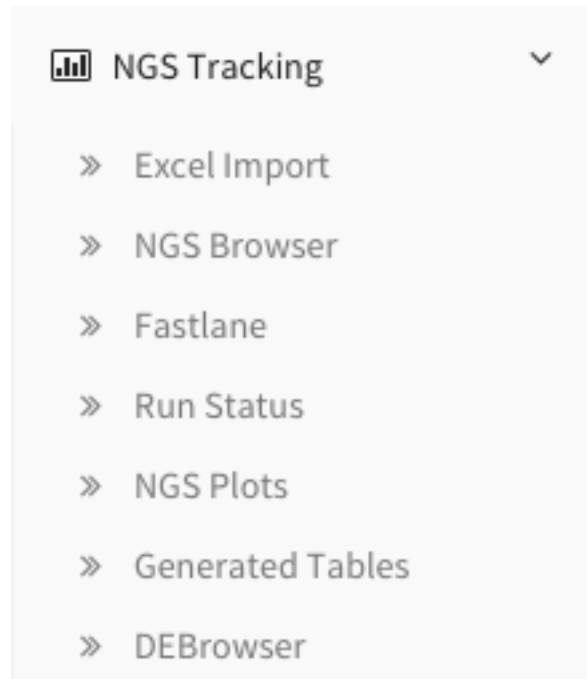 NGS Tracking
Excel Import
NGS Browser
Fastlane
Run Status
NGS Plots
Generated Tables
DEBrowser